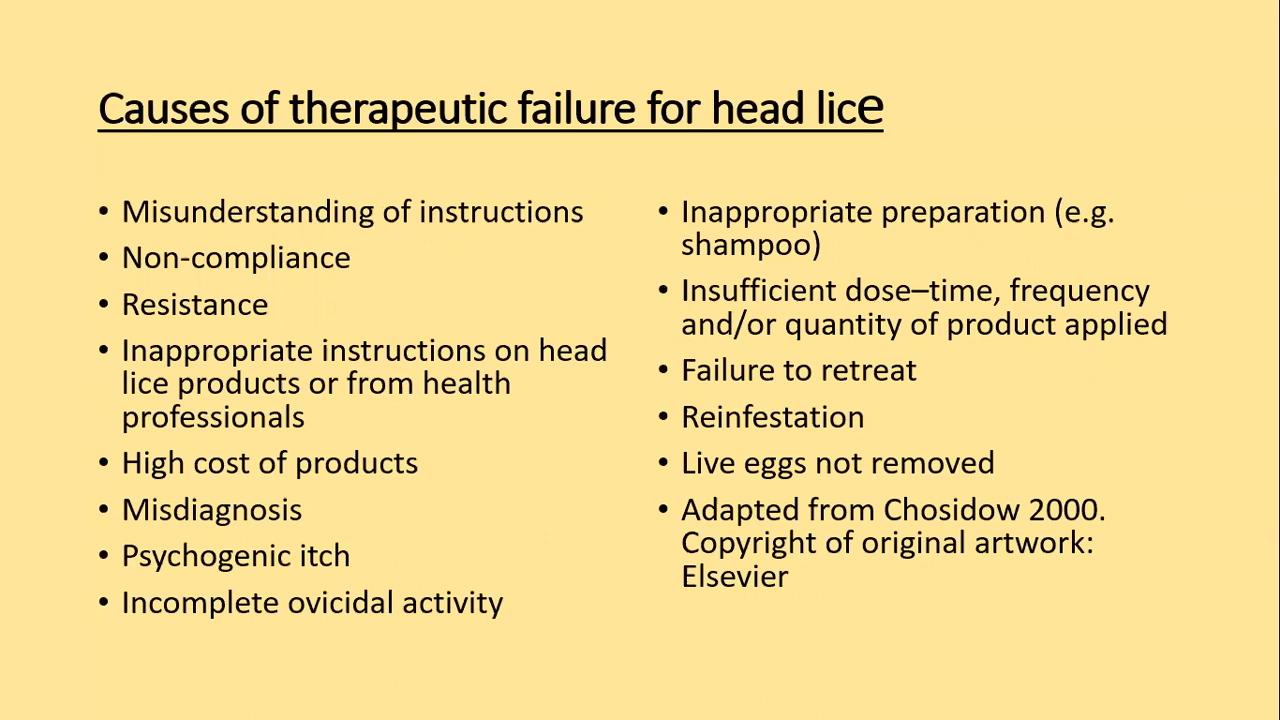 Causes of therapeutic failure for head lice
• Misunderstanding of instructions
• Non-compliance
• Resistance
• Inappropriate instructions on head
lice products or from health
professionals
• High cost of products
• Misdiagnosis
• Psychogenic itch
• Incomplete ovicidal activity
• Inappropriate preparation (e.g.
shampoo)
• Insufficient dose–time, frequency
and/or quantity of product applied
• Failure to retreat
• Reinfestation
• Live eggs not removed
• Adapted from Chosidow 2000.
Copyright of original artwork:
Elsevier